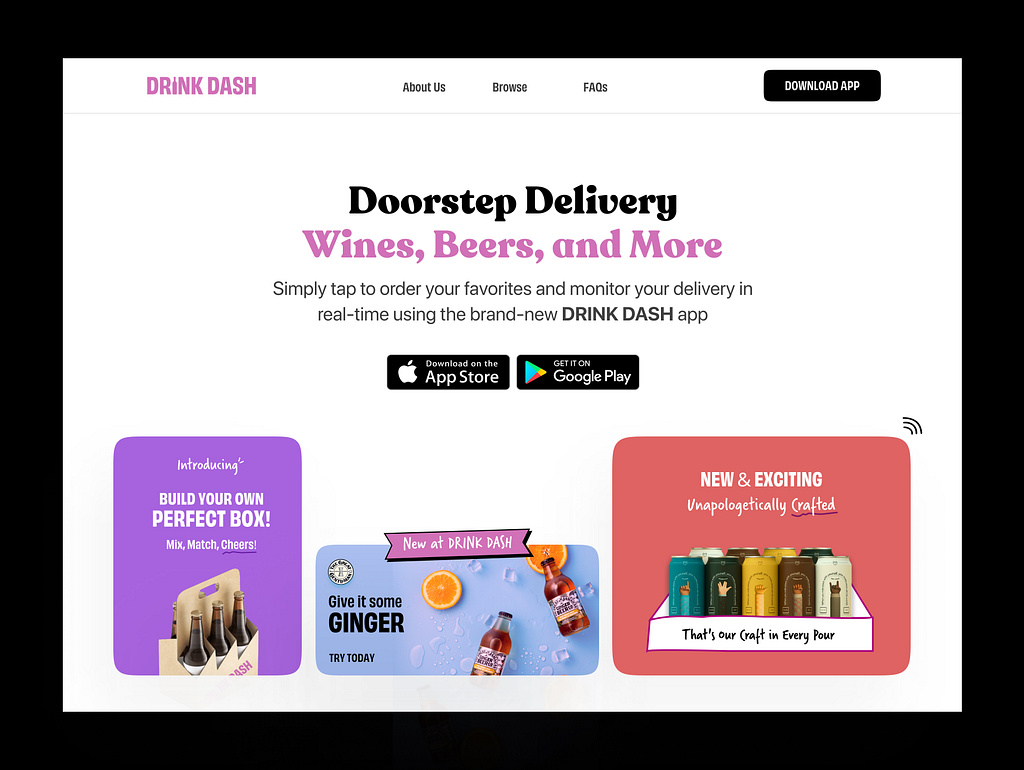 DRINK DASH
About Us
Browse
FAQs
DOWNLOAD APP
Doorstep Delivery
Wines, Beers, and More
Simply tap to order your favorites and monitor your delivery in
real-time using the brand-new DRINK DASH app
Download on the
App Store
GET IT ON
Google Play
Introducing
BUILD YOUR OWN
PERFECT BOX!
Mix, Match, Cheers!
DASH
New at DRINK DASH
Give it some
GINGER
TRY TODAY
NEW & EXCITING
Unapologetically Crafted
That's our Craft in Every Pour